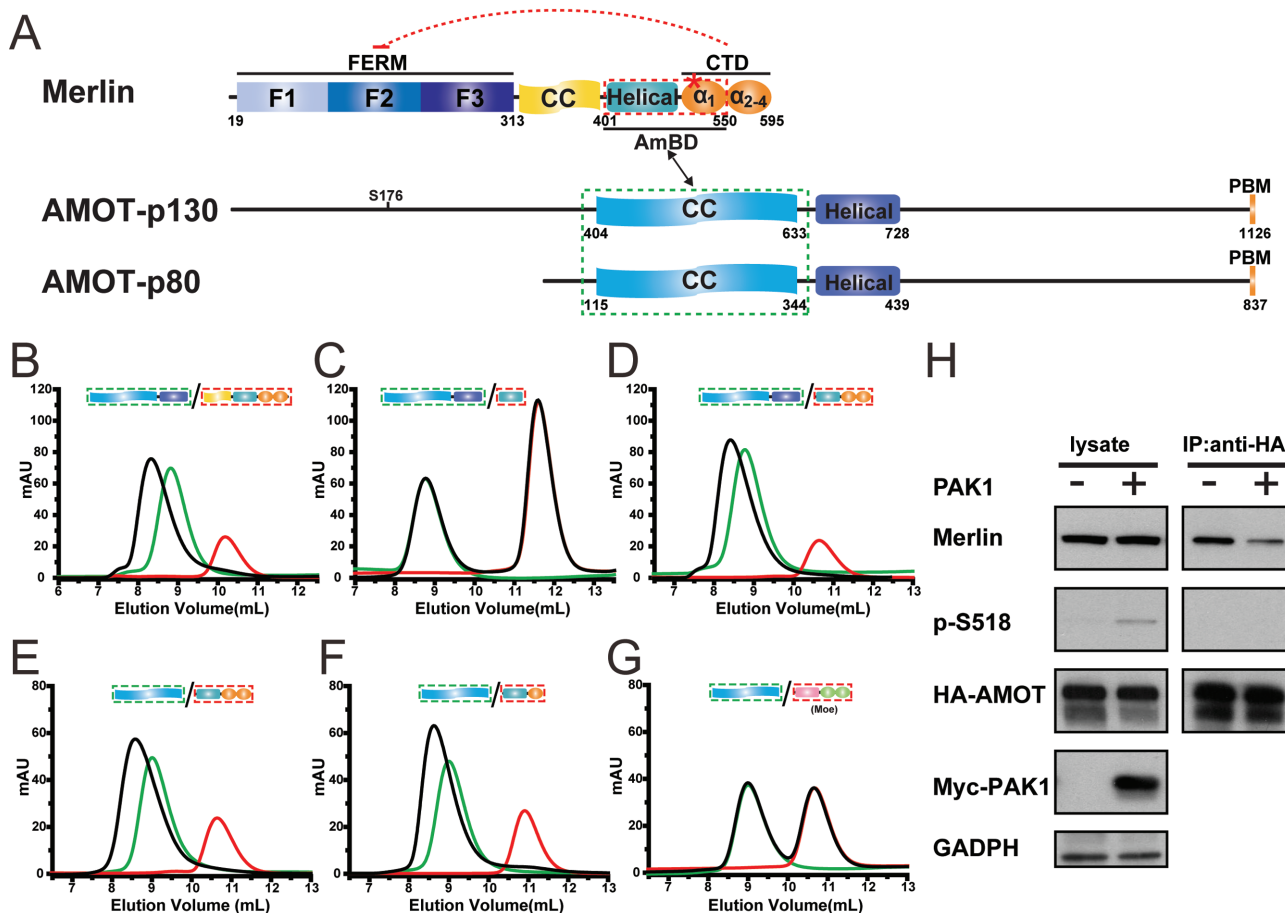 A
FERM
CTD
Merlin
F1 F2 F3 CC Helical * α1 α2-4
19 313 401 550 595
AmBD
S176
PBM
AMOT-p130
CC Helical
404 633 728 1126
PBM
AMOT-p80
CC Helical
115 344 439 837
B
/
mAU
120
100
80
60
40
20
0
6 7 8 9 10 11 12
Elution Volume(mL)
C
/
mAU
120
100
80
60
40
20
0
7 8 9 10 11 12 13
Elution Volume(mL)
D
/
mAU
120
100
80
60
40
20
0
7 8 9 10 11 12 13
Elution Volume(mL)
E
/
mAU
80
60
40
20
0
7 8 9 10 11 12 13
Elution Volume (mL)
F
/
mAU
80
60
40
20
0
7 8 9 10 11 12 13
Elution Volume(mL)
G
/
(Moe)
mAU
80
60
40
20
0
7 8 9 10 11 12 13
Elution Volume(mL)
H
lysate IP:anti-HA
PAK1 - + - +
Merlin
p-S518
HA-AMOT
Myc-PAK1
GADPH